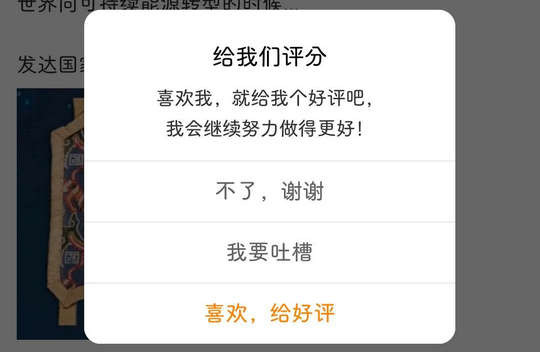 世界向可持续能源转型的时候...
发达国家
给我们评分
喜欢我，就给我个好评吧，
我会继续努力做得更好！
不了，谢谢
我要吐槽
喜欢，给好评